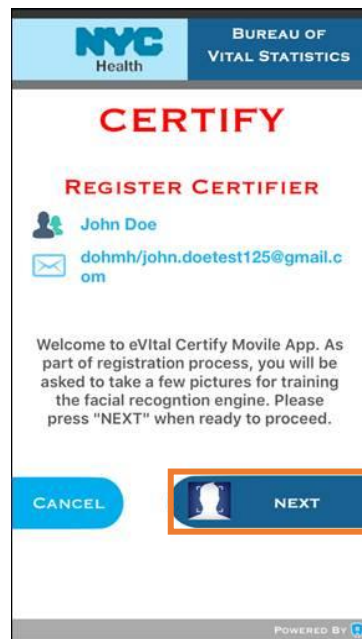 NYC
Health
BUREAU OF
VITAL STATISTICS
CERTIFY
REGISTER CERTIFIER
John Doe
dohmh/john.doetest125@gmail.c
om
Welcome to eVItal Certify Movile App. As
part of registration process, you will be
asked to take a few pictures for training
the facial recogntion engine. Please
press "NEXT" when ready to proceed.
CANCEL
NEXT
POWERED BY